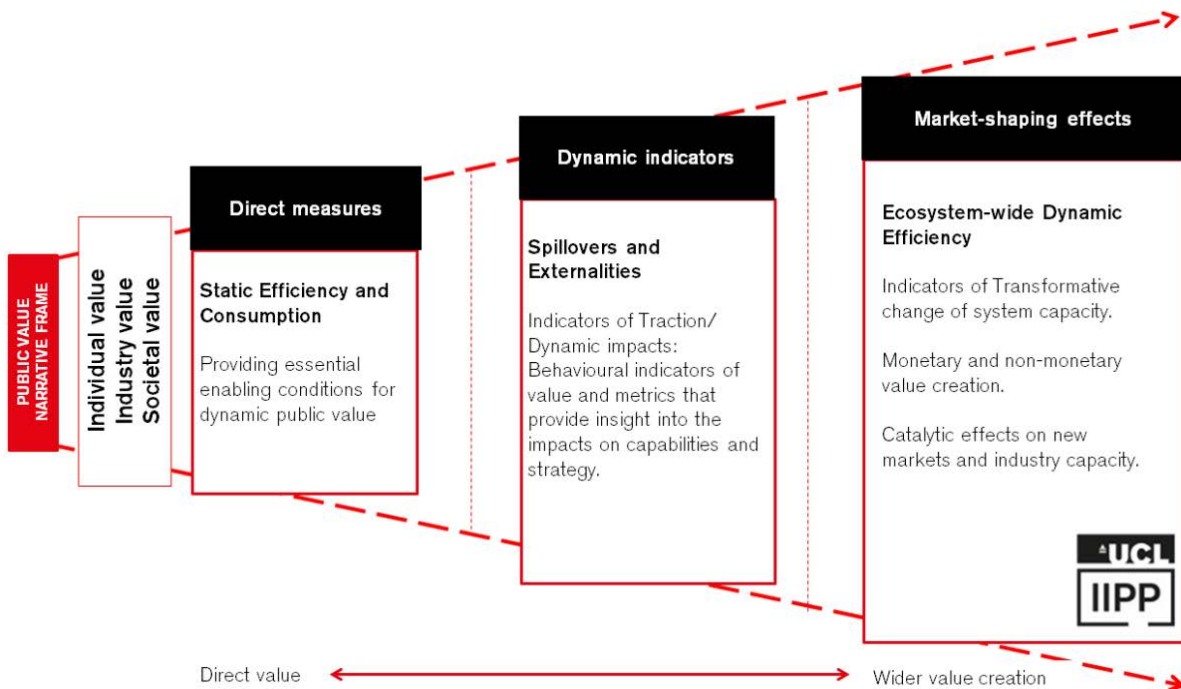 PUBLIC VALUE
NARRATIVE FRAME
Individual value
Industry value
Societal value
Direct measures
Static Efficiency and
Consumption
Providing essential
enabling conditions for
dynamic public value
Dynamic indicators
Spillovers and
Externalities
Indicators of Traction/
Dynamic impacts:
Behavioural indicators of
value and metrics that
provide insight into the
impacts on capabilities and
strategy.
Market-shaping effects
Ecosystem-wide Dynamic
Efficiency
Indicators of Transformative
change of system capacity.
Monetary and non-monetary
value creation.
Catalytic effects on new
markets and industry capacity.
UCL
IIPP
Direct value
Wider value creation